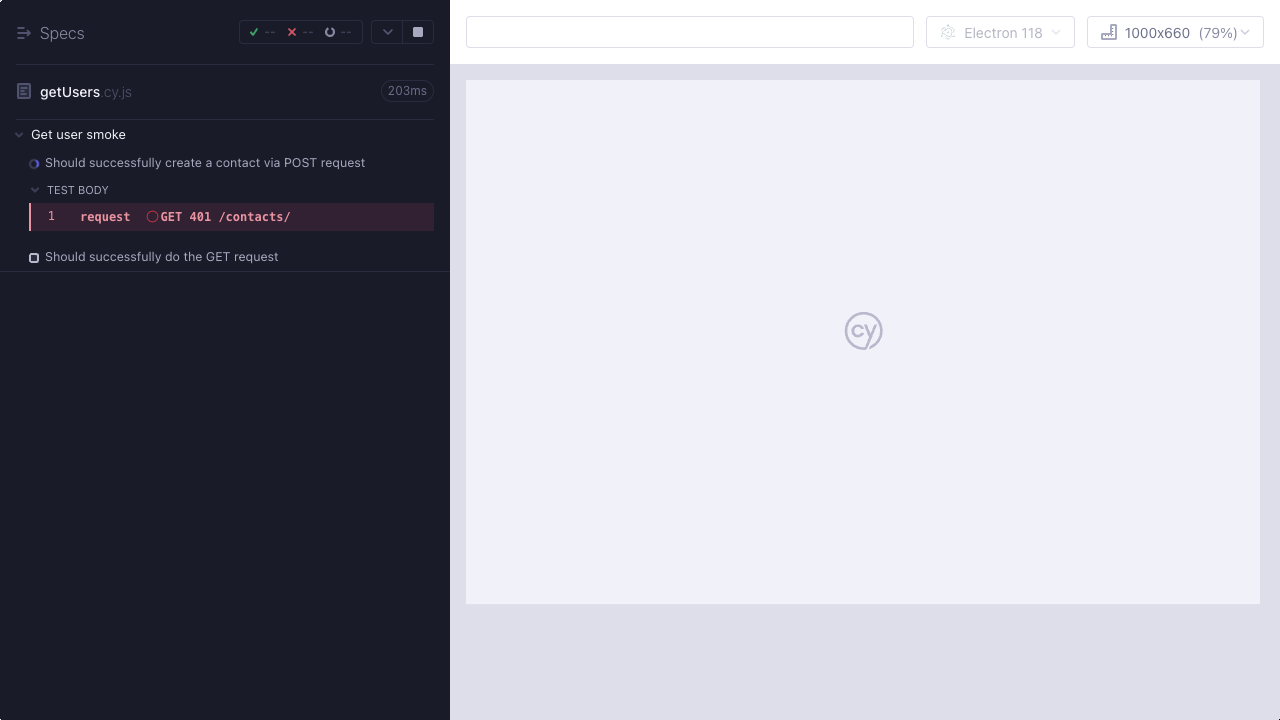 Specs
--
--
--
Electron 118
1000x660 (79%)
getUsers.cy.js
203ms
Get user smoke
Should successfully create a contact via POST request
TEST BODY
1 request GET 401 /contacts/
Should successfully do the GET request
cy